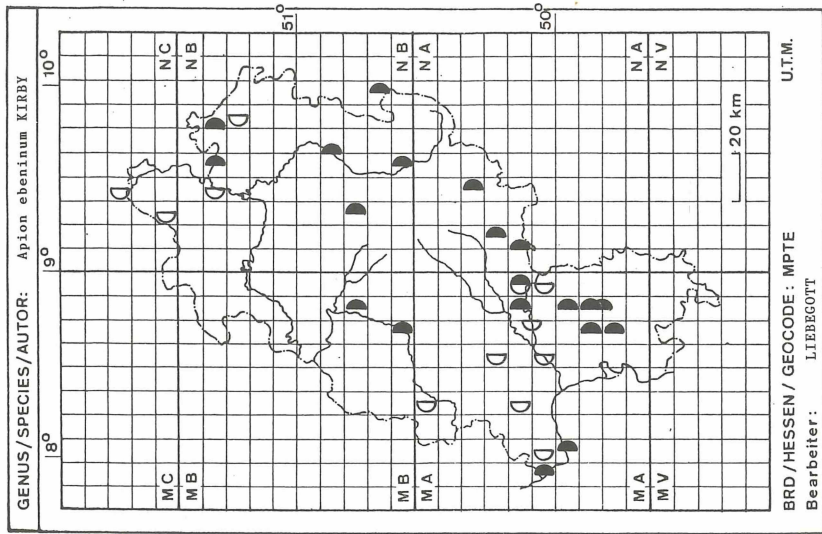 GENUS/SPECIES/AUTOR: Apion ebeninum KIRBY
8° 9° 10°
MC NC
MB NB
51°
MB NB
MA NA
50°
MA NA
MV NV
20 km
BRD/HESSEN/GEOCODE: MPTE U.T.M.
Bearbeiter: LIEBEGOTT